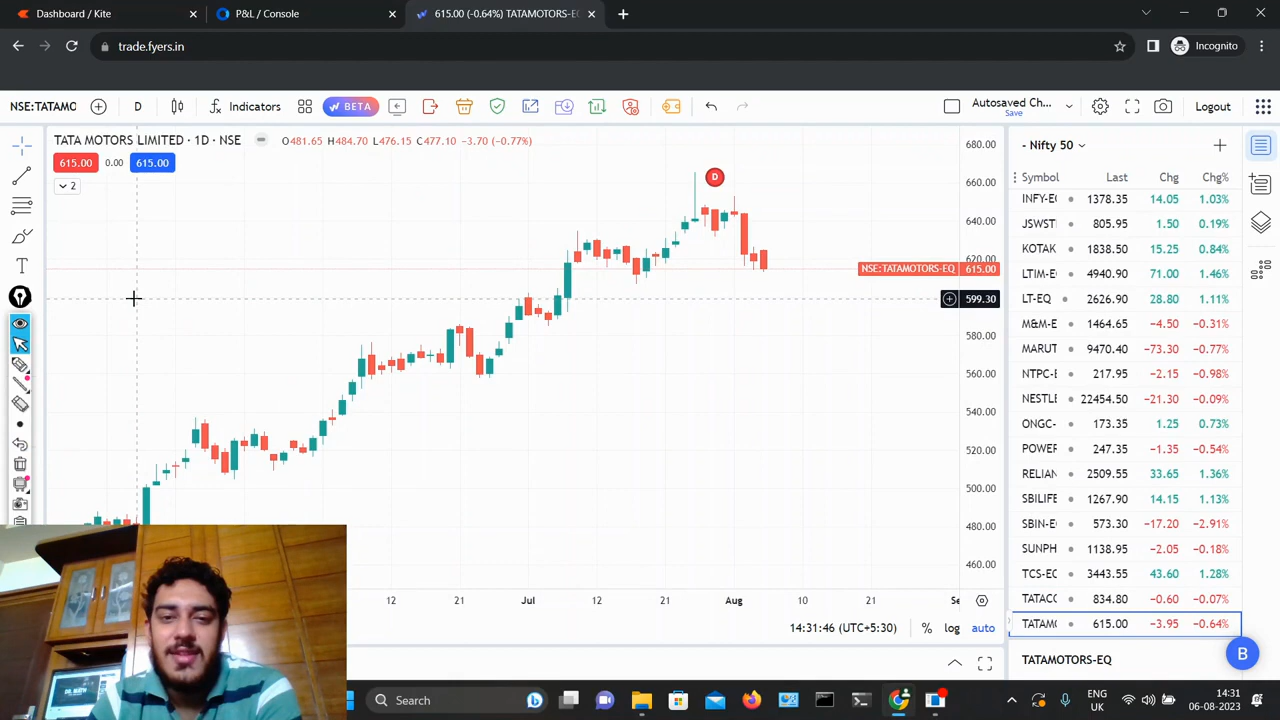 Dashboard / Kite
P&L / Console
615.00 (-0.64%) TATAMOTORS-EQ
trade.fyers.in
Incognito
NSE:TATAMO
D
Indicators
BETA
Autosaved Ch...
Save
Logout
TATA MOTORS LIMITED · 1D · NSE
O481.65 H484.70 L476.15 C477.10 −3.70 (−0.77%)
615.00 0.00 615.00
2
D
680.00
660.00
640.00
620.00
NSE:TATAMOTORS-EQ 615.00
599.30
580.00
560.00
540.00
520.00
500.00
480.00
460.00
12 21 Jul 12 21 Aug 10 21 Se
14:31:46 (UTC+5:30) % log auto
- Nifty 50
Symbol Last Chg Chg%
INFY-EQ 1378.35 14.05 1.03%
JSWST 805.95 1.50 0.19%
KOTAK 1838.50 15.25 0.84%
LTIM-E 4940.90 71.00 1.46%
LT-EQ 2626.90 28.80 1.11%
M&M-E 1464.65 −4.50 −0.31%
MARUT 9470.40 −73.30 −0.77%
NTPC-E 217.95 −2.15 −0.98%
NESTLE 22454.50 −21.30 −0.09%
ONGC- 173.35 1.25 0.73%
POWER 247.35 −1.35 −0.54%
RELIAN 2509.55 33.65 1.36%
SBILIFE 1267.90 14.15 1.13%
SBIN-E 573.30 −17.20 −2.91%
SUNPH 1138.95 −2.05 −0.18%
TCS-EQ 3443.55 43.60 1.28%
TATACO 834.80 −0.60 −0.07%
TATAMO 615.00 −3.95 −0.64%
TATAMOTORS-EQ
B
Search
ENG
UK
14:31
06-08-2023